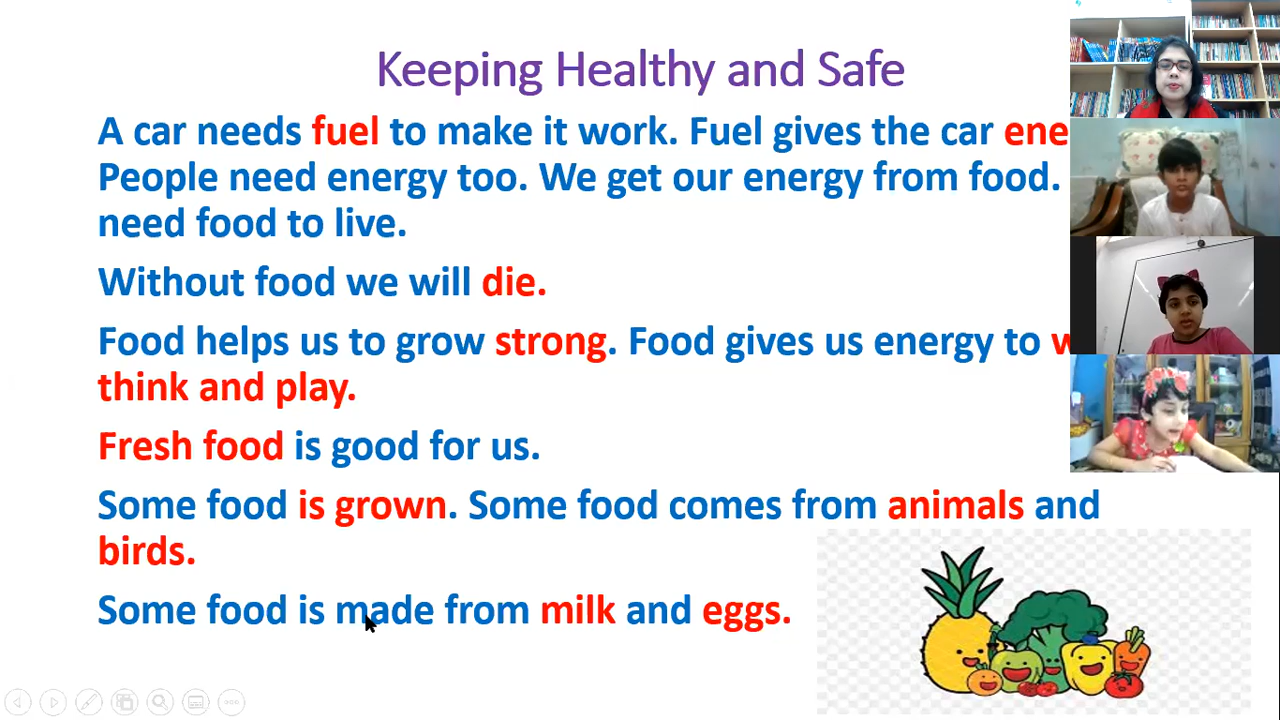 Keeping Healthy and Safe
A car needs fuel to make it work. Fuel gives the car
People need energy too. We get our energy from food.
need food to live.
Without food we will die.
Food helps us to grow strong. Food gives us energy to
think and play.
Fresh food is good for us.
Some food is grown. Some food comes from animals and
birds.
Some food is made from milk and eggs.